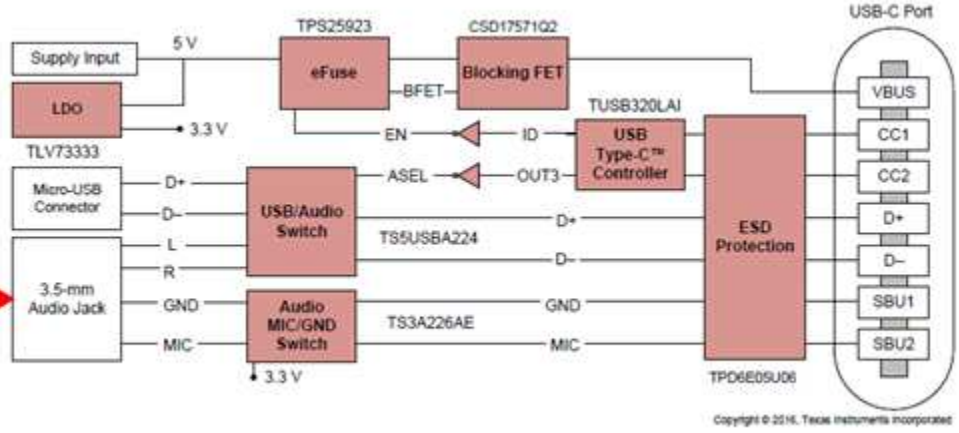 USB-C Port
TPS25923
CSD17571Q2
Supply Input
5 V
eFuse
BFET
Blocking FET
VBUS
LDO
3.3 V
TLV73333
EN
ID
TUSB320LAI
USB
Type-C™
Controller
CC1
CC2
ASEL
OUT3
Micro-USB
Connector
D+
D–
USB/Audio
Switch
TS5USBA224
D+
D–
ESD
Protection
D+
D–
L
R
3.5-mm
Audio Jack
GND
MIC
Audio
MIC/GND
Switch
TS3A226AE
GND
MIC
SBU1
SBU2
3.3 V
TPD6E05U06
Copyright © 2016, Texas Instruments Incorporated